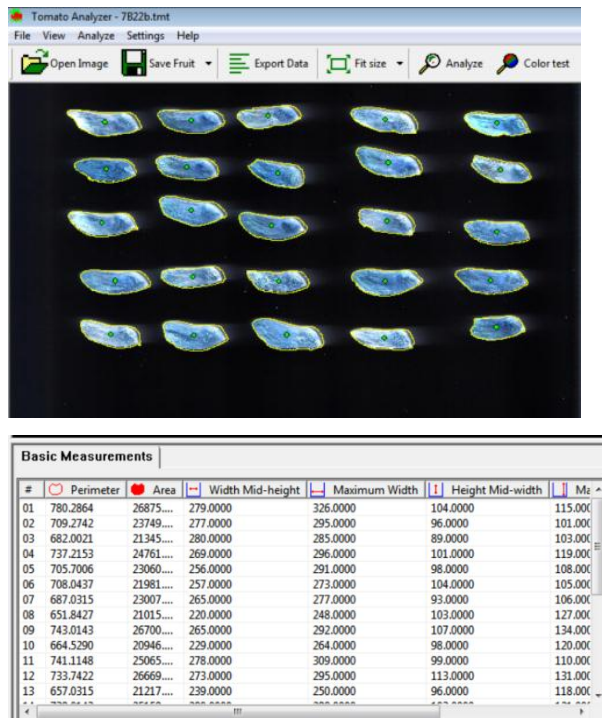 Tomato Analyzer - 7B22b.tmt
File View Analyze Settings Help
Open Image Save Fruit Export Data Fit size Analyze Color test
Basic Measurements
# Perimeter Area Width Mid-height Maximum Width Height Mid-width Ma
01 780.2864 26875.... 279.0000 326.0000 104.0000 115.000
02 709.2742 23749.... 277.0000 295.0000 96.0000 101.000
03 682.0021 21345.... 280.0000 285.0000 89.0000 103.000
04 737.2153 24761.... 269.0000 296.0000 101.0000 119.000
05 705.7006 23060.... 256.0000 291.0000 98.0000 108.000
06 708.0437 21981.... 257.0000 273.0000 104.0000 105.000
07 687.0315 23007.... 265.0000 277.0000 93.0000 106.000
08 651.8427 21015.... 220.0000 248.0000 103.0000 127.000
09 743.0143 26700.... 265.0000 292.0000 107.0000 134.000
10 664.5290 20946.... 229.0000 264.0000 98.0000 120.000
11 741.1148 25065.... 278.0000 309.0000 99.0000 110.000
12 733.7422 26669.... 273.0000 295.0000 113.0000 131.000
13 657.0315 21217.... 239.0000 250.0000 96.0000 118.000